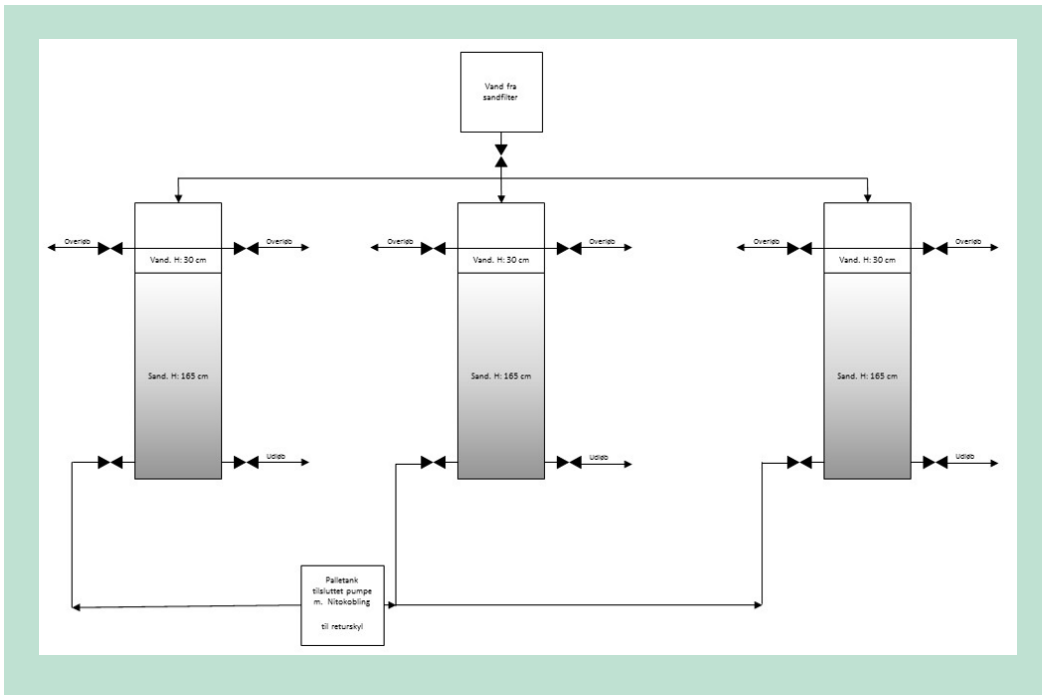 Vand fra
sandfilter
Overløb
Overløb
Overløb
Overløb
Overløb
Overløb
Vand. H: 30 cm
Vand. H: 30 cm
Vand. H: 30 cm
Sand. H: 165 cm
Sand. H: 165 cm
Sand. H: 165 cm
Udløb
Udløb
Udløb
Palletank
tilsluttet pumpe
m. Nitokobling
til returskyl